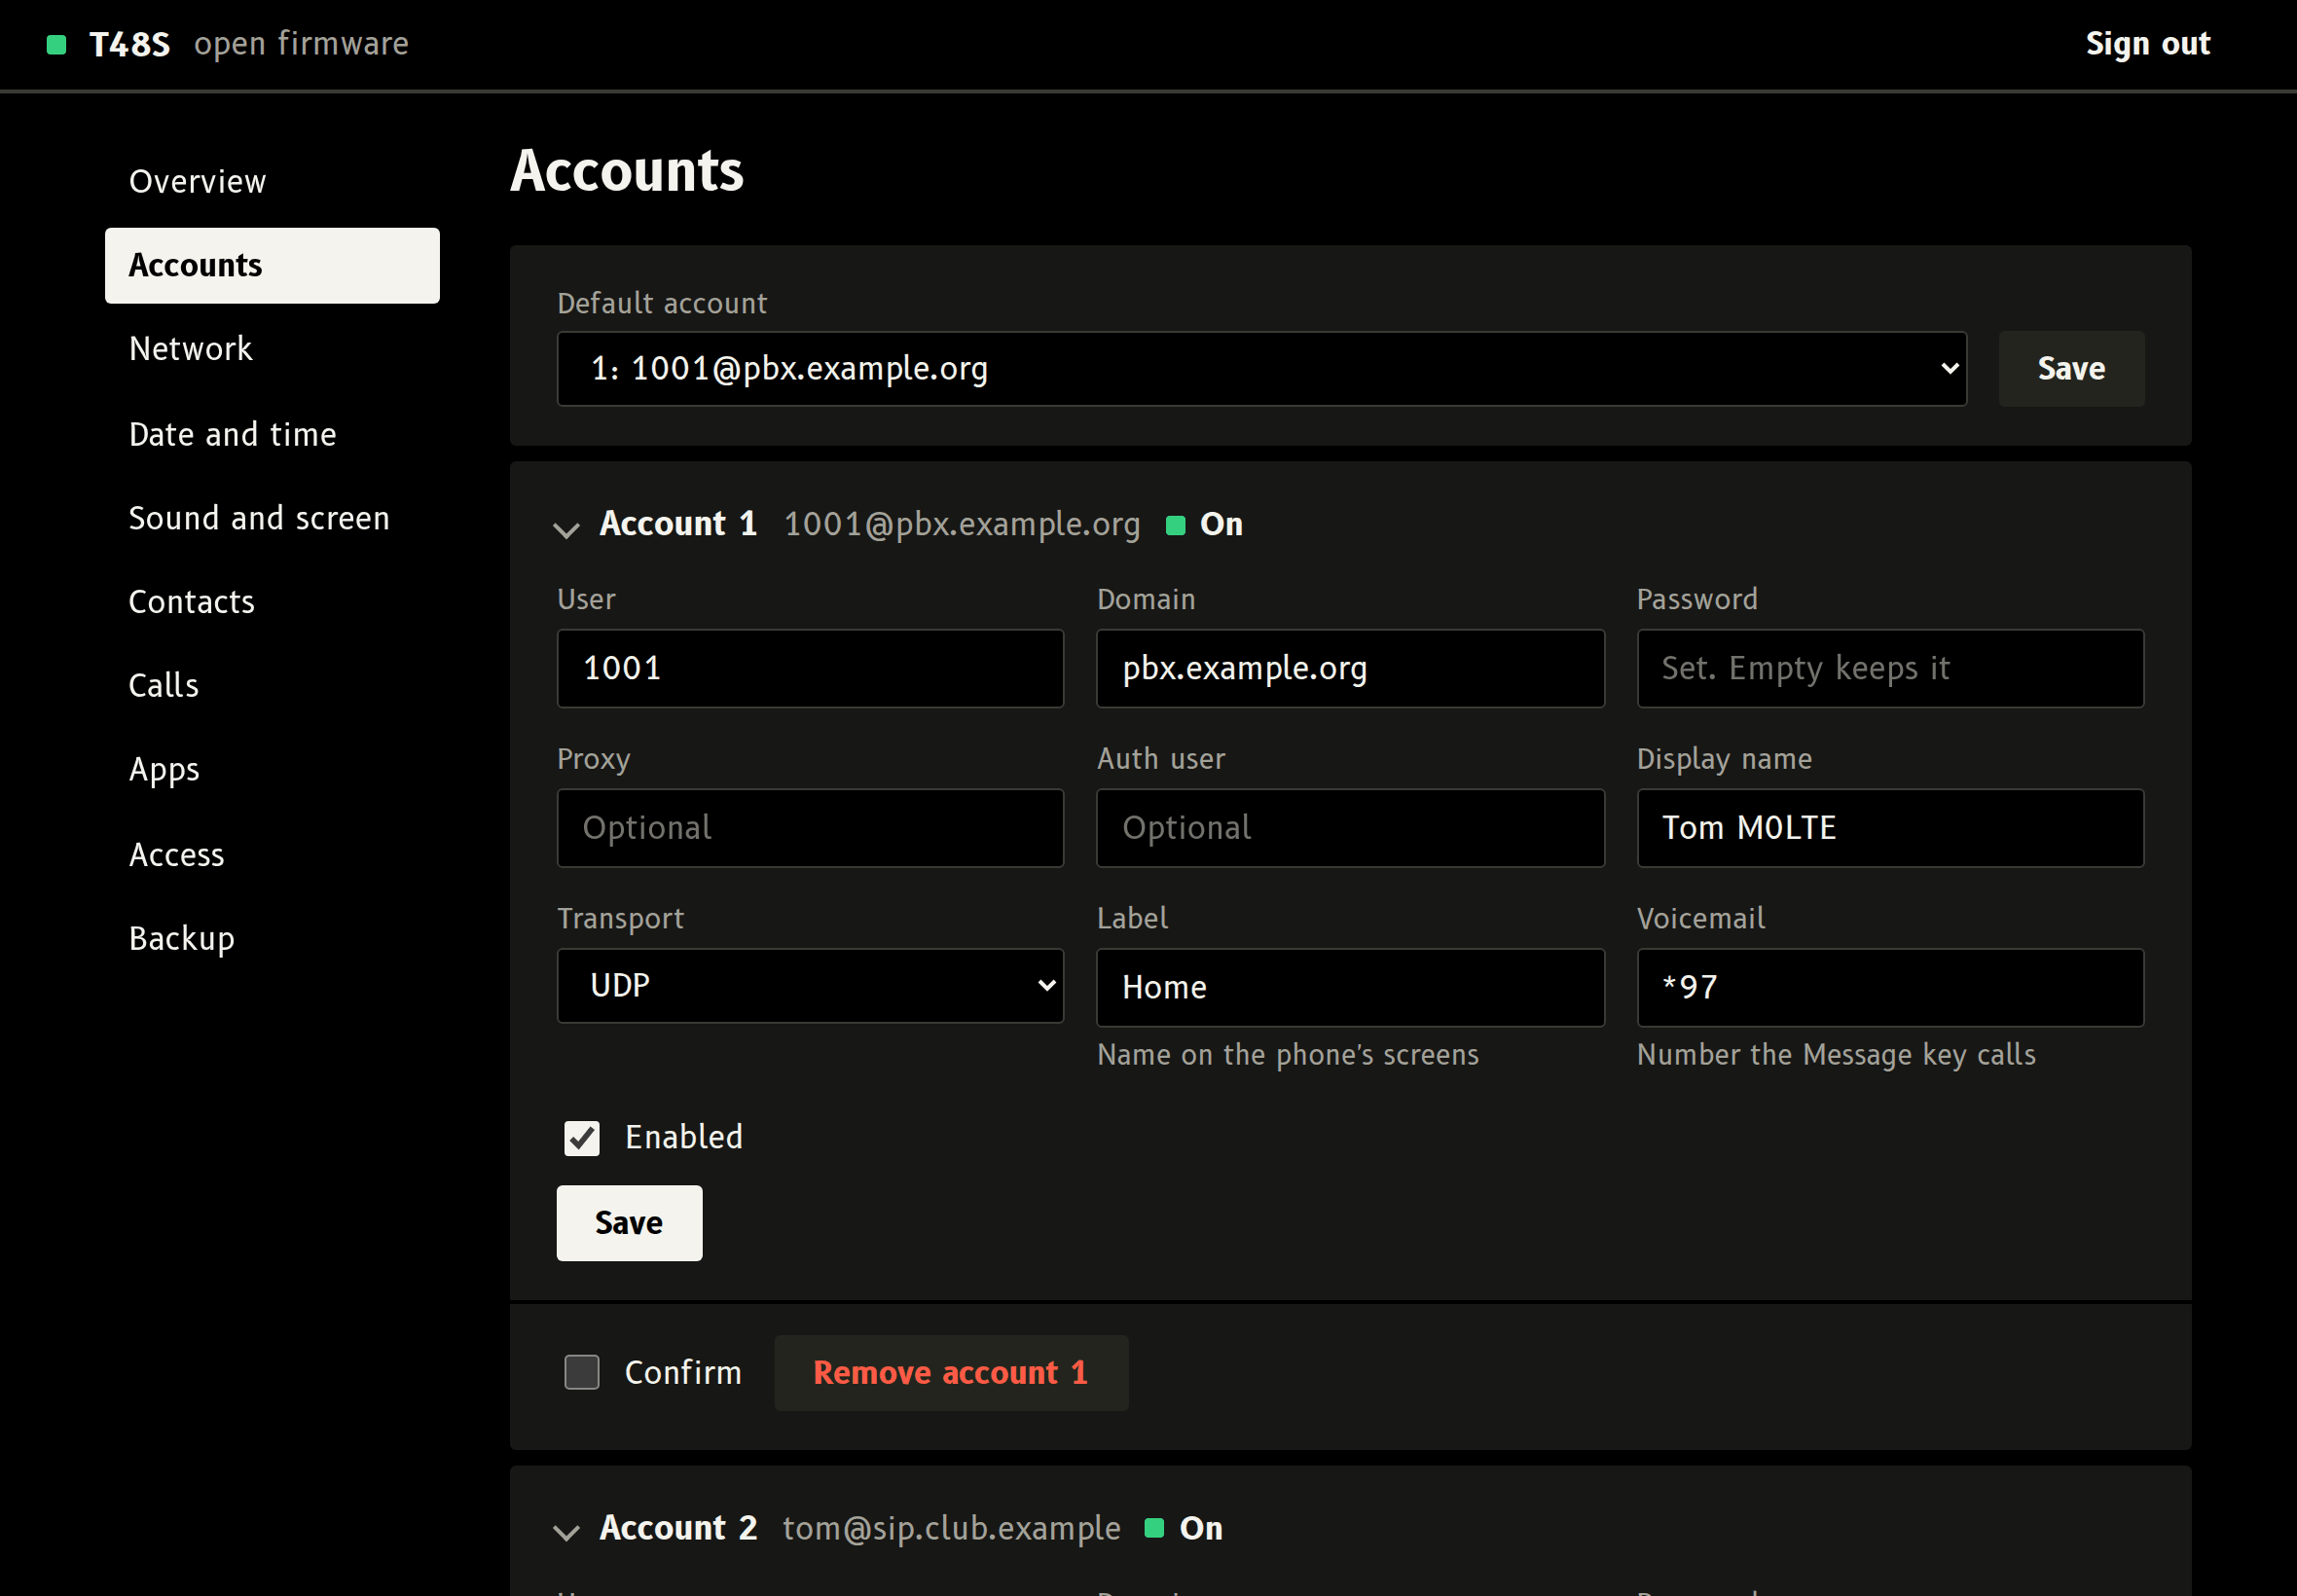 T48S open firmware
Sign out
Overview
Accounts
Network
Date and time
Sound and screen
Contacts
Calls
Apps
Access
Backup
Accounts
Default account
1: 1001@pbx.example.org
Save
Account 1 1001@pbx.example.org On
User Domain Password
1001 pbx.example.org Set. Empty keeps it
Proxy Auth user Display name
Optional Optional Tom M0LTE
Transport Label Voicemail
UDP Home *97
Name on the phone's screens Number the Message key calls
Enabled
Save
Confirm Remove account 1
Account 2 tom@sip.club.example On